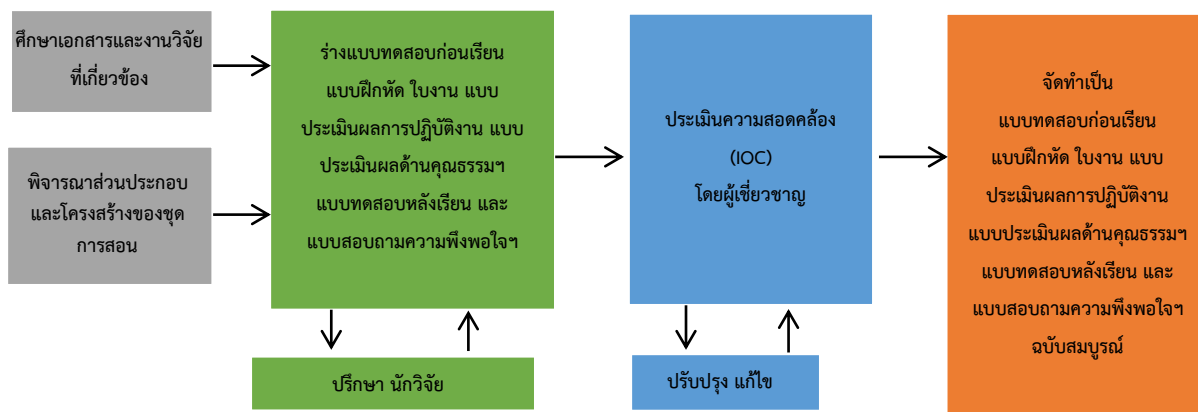 ศึกษาเอกสารและงานวิจัย
ที่เกี่ยวข้อง
พิจารณาส่วนประกอบ
และโครงสร้างของชุด
การสอน
ร่างแบบทดสอบก่อนเรียน
แบบฝึกหัด ใบงาน แบบ
ประเมินผลการปฏิบัติงาน แบบ
ประเมินผลด้านคุณธรรมฯ
แบบทดสอบหลังเรียน และ
แบบสอบถามความพึงพอใจฯ
ปรึกษา นักวิจัย
ประเมินความสอดคล้อง
(IOC)
โดยผู้เชี่ยวชาญ
ปรับปรุง แก้ไข
จัดทำเป็น
แบบทดสอบก่อนเรียน
แบบฝึกหัด ใบงาน แบบ
ประเมินผลการปฏิบัติงาน
แบบประเมินผลด้านคุณธรรมฯ
แบบทดสอบหลังเรียน และ
แบบสอบถามความพึงพอใจฯ
ฉบับสมบูรณ์